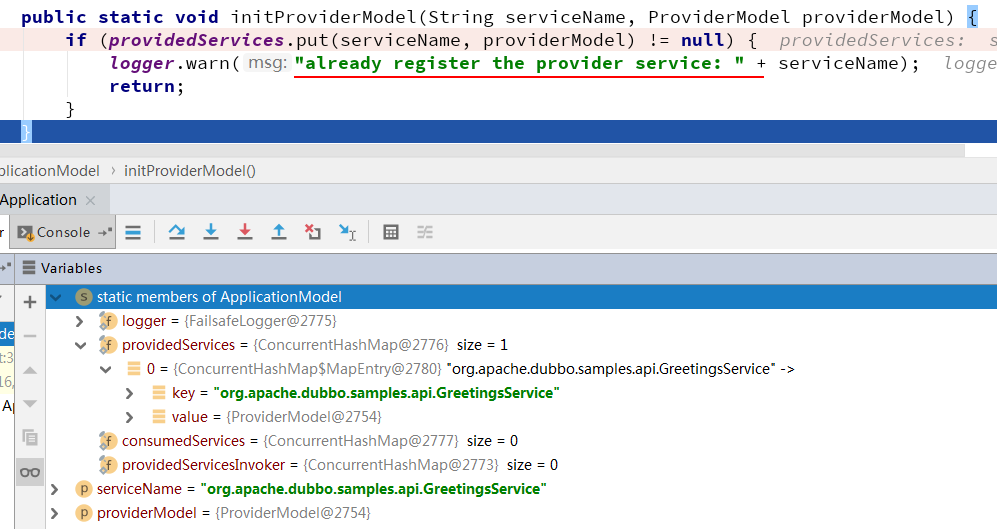 public static void initProviderModel(String serviceName, ProviderModel providerModel) {
if (providedServices.put(serviceName, providerModel) != null) { providedServices: s
logger.warn( msg: "already register the provider service: " + serviceName); logge
return;
}
}
plicationModel › initProviderModel()
Application ×
r Console
Variables
static members of ApplicationModel
logger = {FailsafeLogger@2775}
de providedServices = {ConcurrentHashMap@2776} size = 1
t:3 0 = {ConcurrentHashMap$MapEntry@2780} "org.apache.dubbo.samples.api.GreetingsService" ->
16, key = "org.apache.dubbo.samples.api.GreetingsService"
Ap value = {ProviderModel@2754}
consumedServices = {ConcurrentHashMap@2777} size = 0
providedServicesInvoker = {ConcurrentHashMap@2773} size = 0
serviceName = "org.apache.dubbo.samples.api.GreetingsService"
providerModel = {ProviderModel@2754}